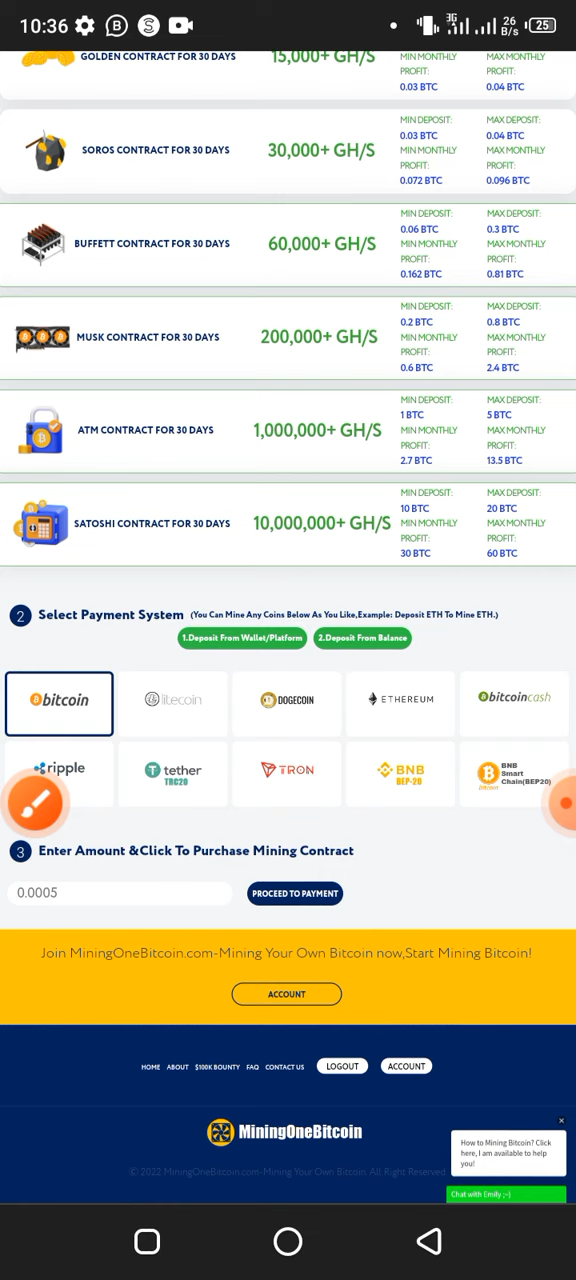 10:36
3G
26 B/s
25
GOLDEN CONTRACT FOR 30 DAYS
15,000+ GH/S
MIN MONTHLY
PROFIT:
0.03 BTC
MAX MONTHLY
PROFIT:
0.04 BTC
SOROS CONTRACT FOR 30 DAYS
30,000+ GH/S
MIN DEPOSIT:
0.03 BTC
MIN MONTHLY
PROFIT:
0.072 BTC
MAX DEPOSIT:
0.04 BTC
MAX MONTHLY
PROFIT:
0.096 BTC
BUFFETT CONTRACT FOR 30 DAYS
60,000+ GH/S
MIN DEPOSIT:
0.06 BTC
MIN MONTHLY
PROFIT:
0.162 BTC
MAX DEPOSIT:
0.3 BTC
MAX MONTHLY
PROFIT:
0.81 BTC
MUSK CONTRACT FOR 30 DAYS
200,000+ GH/S
MIN DEPOSIT:
0.2 BTC
MIN MONTHLY
PROFIT:
0.6 BTC
MAX DEPOSIT:
0.8 BTC
MAX MONTHLY
PROFIT:
2.4 BTC
ATM CONTRACT FOR 30 DAYS
1,000,000+ GH/S
MIN DEPOSIT:
1 BTC
MIN MONTHLY
PROFIT:
2.7 BTC
MAX DEPOSIT:
5 BTC
MAX MONTHLY
PROFIT:
13.5 BTC
SATOSHI CONTRACT FOR 30 DAYS
10,000,000+ GH/S
MIN DEPOSIT:
10 BTC
MIN MONTHLY
PROFIT:
30 BTC
MAX DEPOSIT:
20 BTC
MAX MONTHLY
PROFIT:
60 BTC
2 Select Payment System (You Can Mine Any Coins Below As You Like,Example: Deposit ETH To Mine ETH.)
1.Deposit From Wallet/Platform 2.Deposit From Balance
bitcoin
litecoin
DOGECOIN
ETHEREUM
bitcoincash
ripple
tether
TRC20
TRON
BNB
BEP-20
bitcoin
BNB
Smart
Chain(BEP20)
3 Enter Amount &Click To Purchase Mining Contract
0.0005
PROCEED TO PAYMENT
Join MiningOneBitcoin.com-Mining Your Own Bitcoin now,Start Mining Bitcoin!
ACCOUNT
HOME ABOUT $100K BOUNTY FAQ CONTACT US LOGOUT ACCOUNT
MiningOneBitcoin
© 2022 MiningOneBitcoin.com-Mining Your Own Bitcoin. All Right Reserved
How to Mining Bitcoin? Click
here, I am available to help
you!
Chat with Emily ;-)